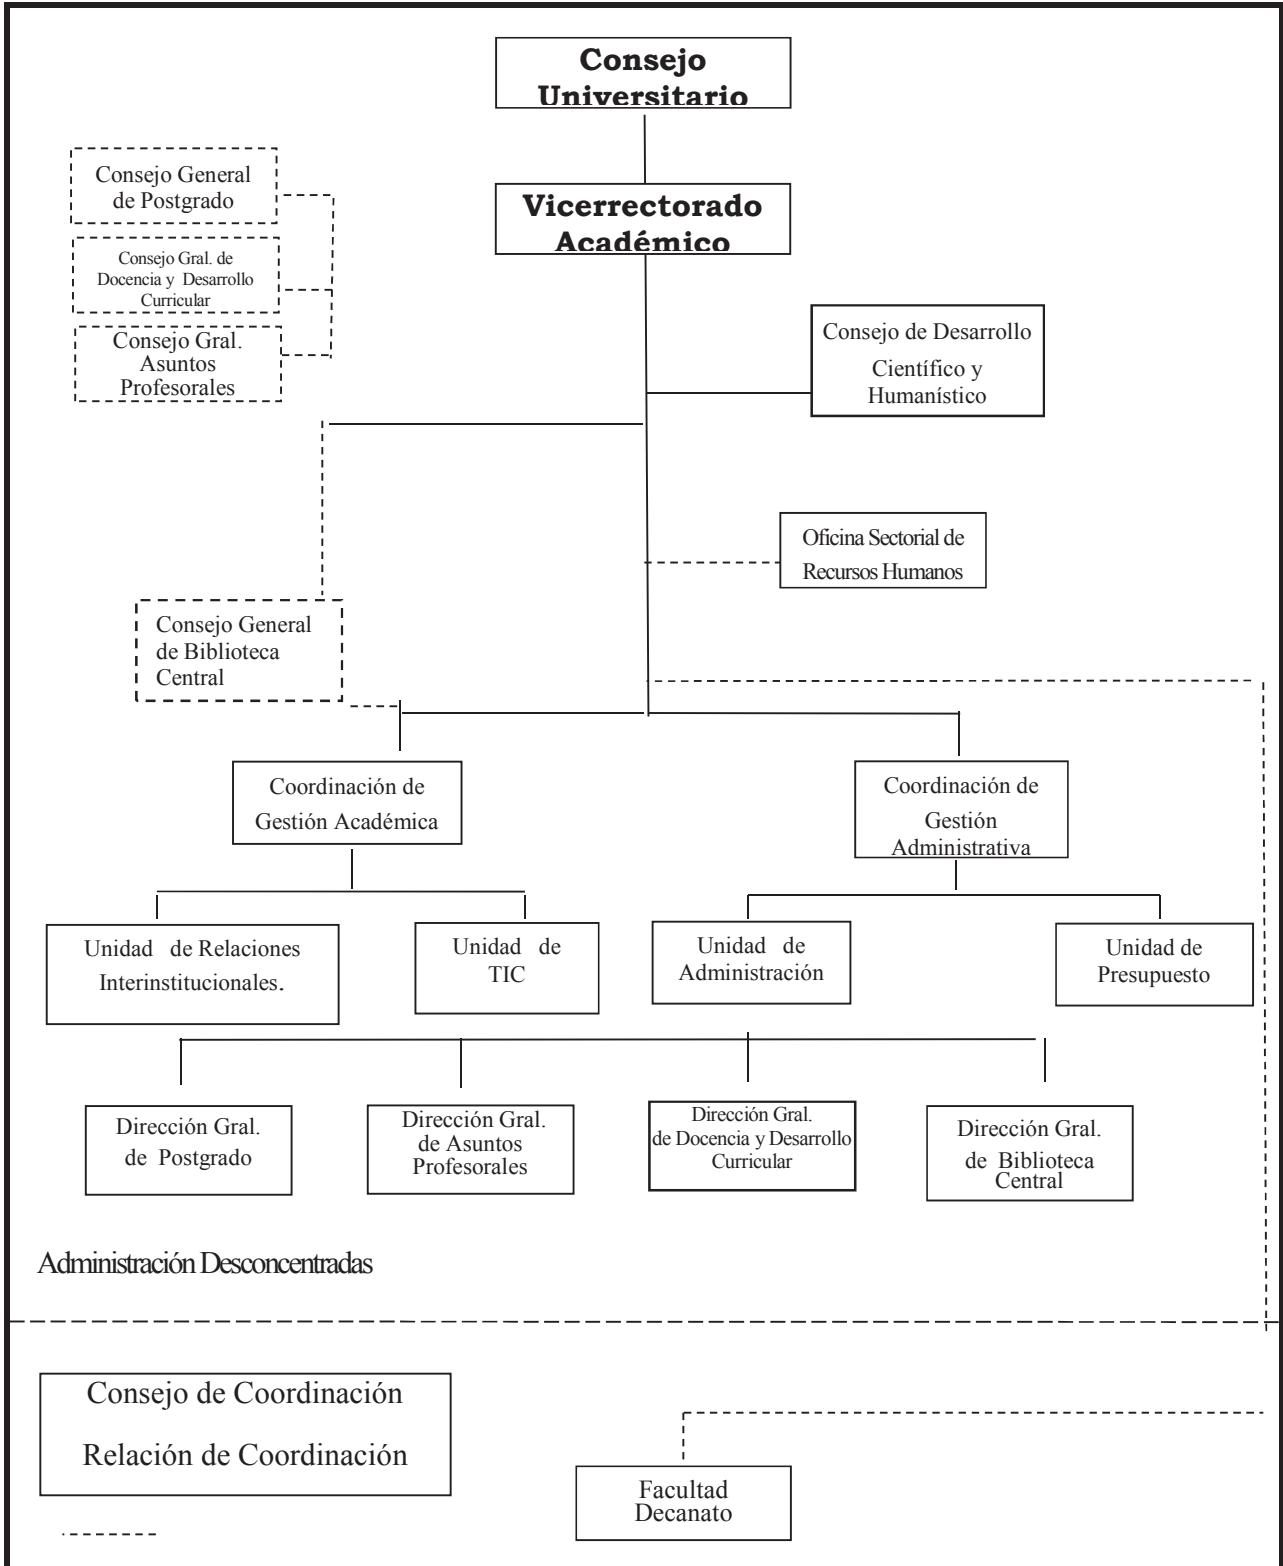 Consejo
Universitario
Consejo General
de Postgrado
Vicerrectorado
Académico
Consejo Gral. de
Docencia y Desarrollo
Curricular
Consejo Gral.
Asuntos
Profesorales
Consejo de Desarrollo
Científico y
Humanístico
Oficina Sectorial de
Recursos Humanos
Consejo General
de Biblioteca
Central
Coordinación de
Gestión Académica
Coordinación de
Gestión
Administrativa
Unidad de Relaciones
Interinstitucionales.
Unidad de
TIC
Unidad de
Administración
Unidad de
Presupuesto
Dirección Gral.
de Postgrado
Dirección Gral.
de Asuntos
Profesorales
Dirección Gral.
de Docencia y Desarrollo
Curricular
Dirección Gral.
de Biblioteca
Central
Administración Desconcentradas
Consejo de Coordinación
Relación de Coordinación
Facultad
Decanato